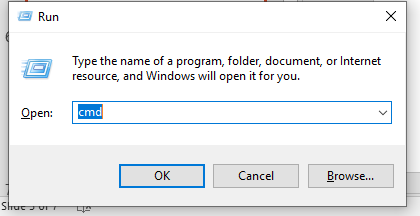 Run
Type the name of a program, folder, document, or Internet
resource, and Windows will open it for you.
Open: cmd
OK Cancel Browse...
Slide 5 of 7